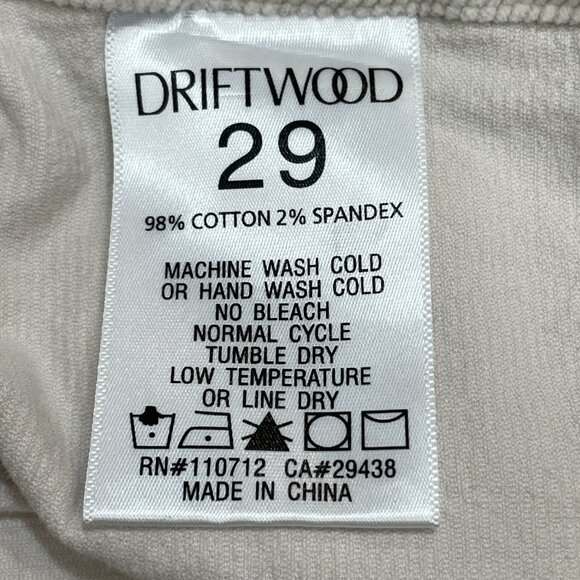 DRIFTWOOD
29
98% COTTON 2% SPANDEX
MACHINE WASH COLD
OR HAND WASH COLD
NO BLEACH
NORMAL CYCLE
TUMBLE DRY
LOW TEMPERATURE
OR LINE DRY
RN#110712 CA#29438
MADE IN CHINA